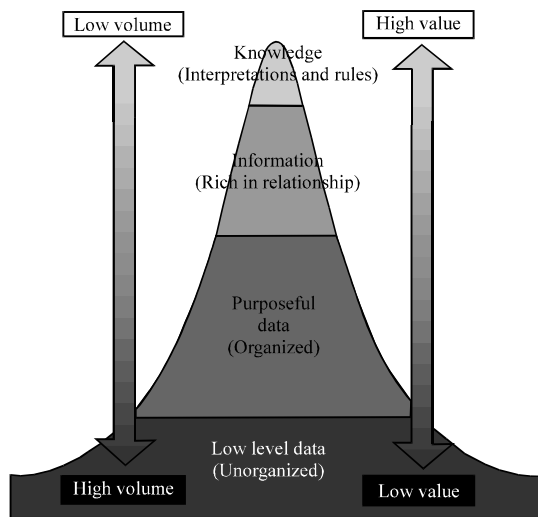 Low volume
High value
Knowledge
(Interpretations and rules)
Information
(Rich in relationship)
Purposeful
data
(Organized)
Low level data
(Unorganized)
High volume
Low value